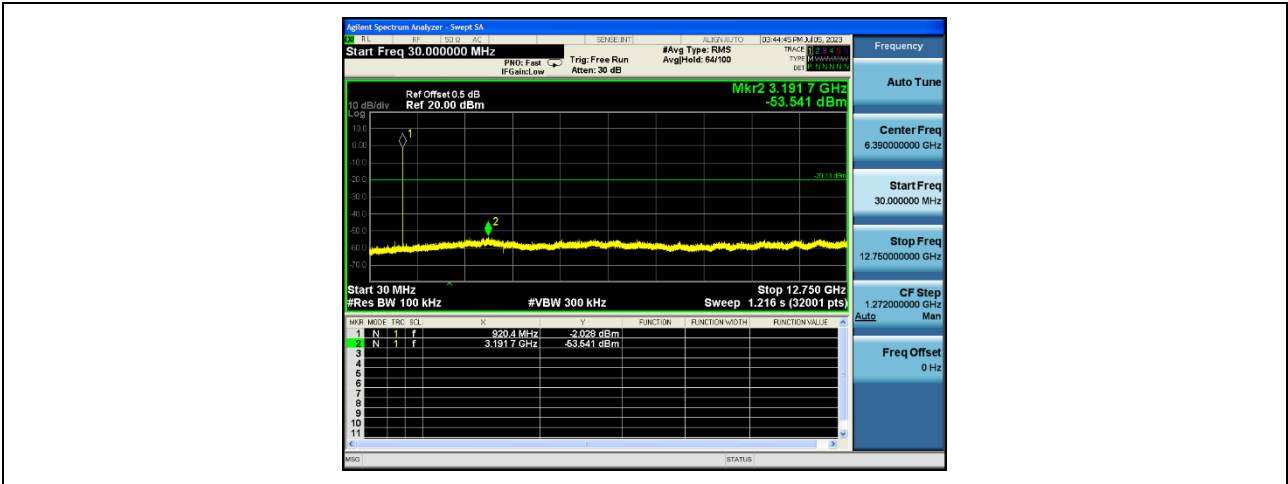 Agilent Spectrum Analyzer - Swept SA
RL RF 50 Ω AC SENSE:INT ALIGN AUTO 03:44:45 PM Jul 05, 2023
Start Freq 30.000000 MHz
PNO: Fast
IFGain:Low
Trig: Free Run
Atten: 30 dB
#Avg Type: RMS
Avg|Hold: 64/100
TRACE 1 2 3 4 5 6
TYPE M
DET P N N N N N
Frequency
Mkr2 3.191 7 GHz
-53.541 dBm
Ref Offset 0.5 dB
10 dB/div Ref 20.00 dBm
Log
10.0
0.00
-10.0
-20.0
-30.0
-40.0
-50.0
-60.0
-70.0
1
2
-20.13 dBm
Start 30 MHz Stop 12.750 GHz
#Res BW 100 kHz #VBW 300 kHz Sweep 1.216 s (32001 pts)
MKR MODE TRC SCL X Y FUNCTION FUNCTION WIDTH FUNCTION VALUE
1 N 1 f 920.4 MHz -2.028 dBm
2 N 1 f 3.191 7 GHz -53.541 dBm
3
4
5
6
7
8
9
10
11
MSG STATUS
Auto Tune
Center Freq
6.390000000 GHz
Start Freq
30.000000 MHz
Stop Freq
12.750000000 GHz
CF Step
1.272000000 GHz
Auto Man
Freq Offset
0 Hz